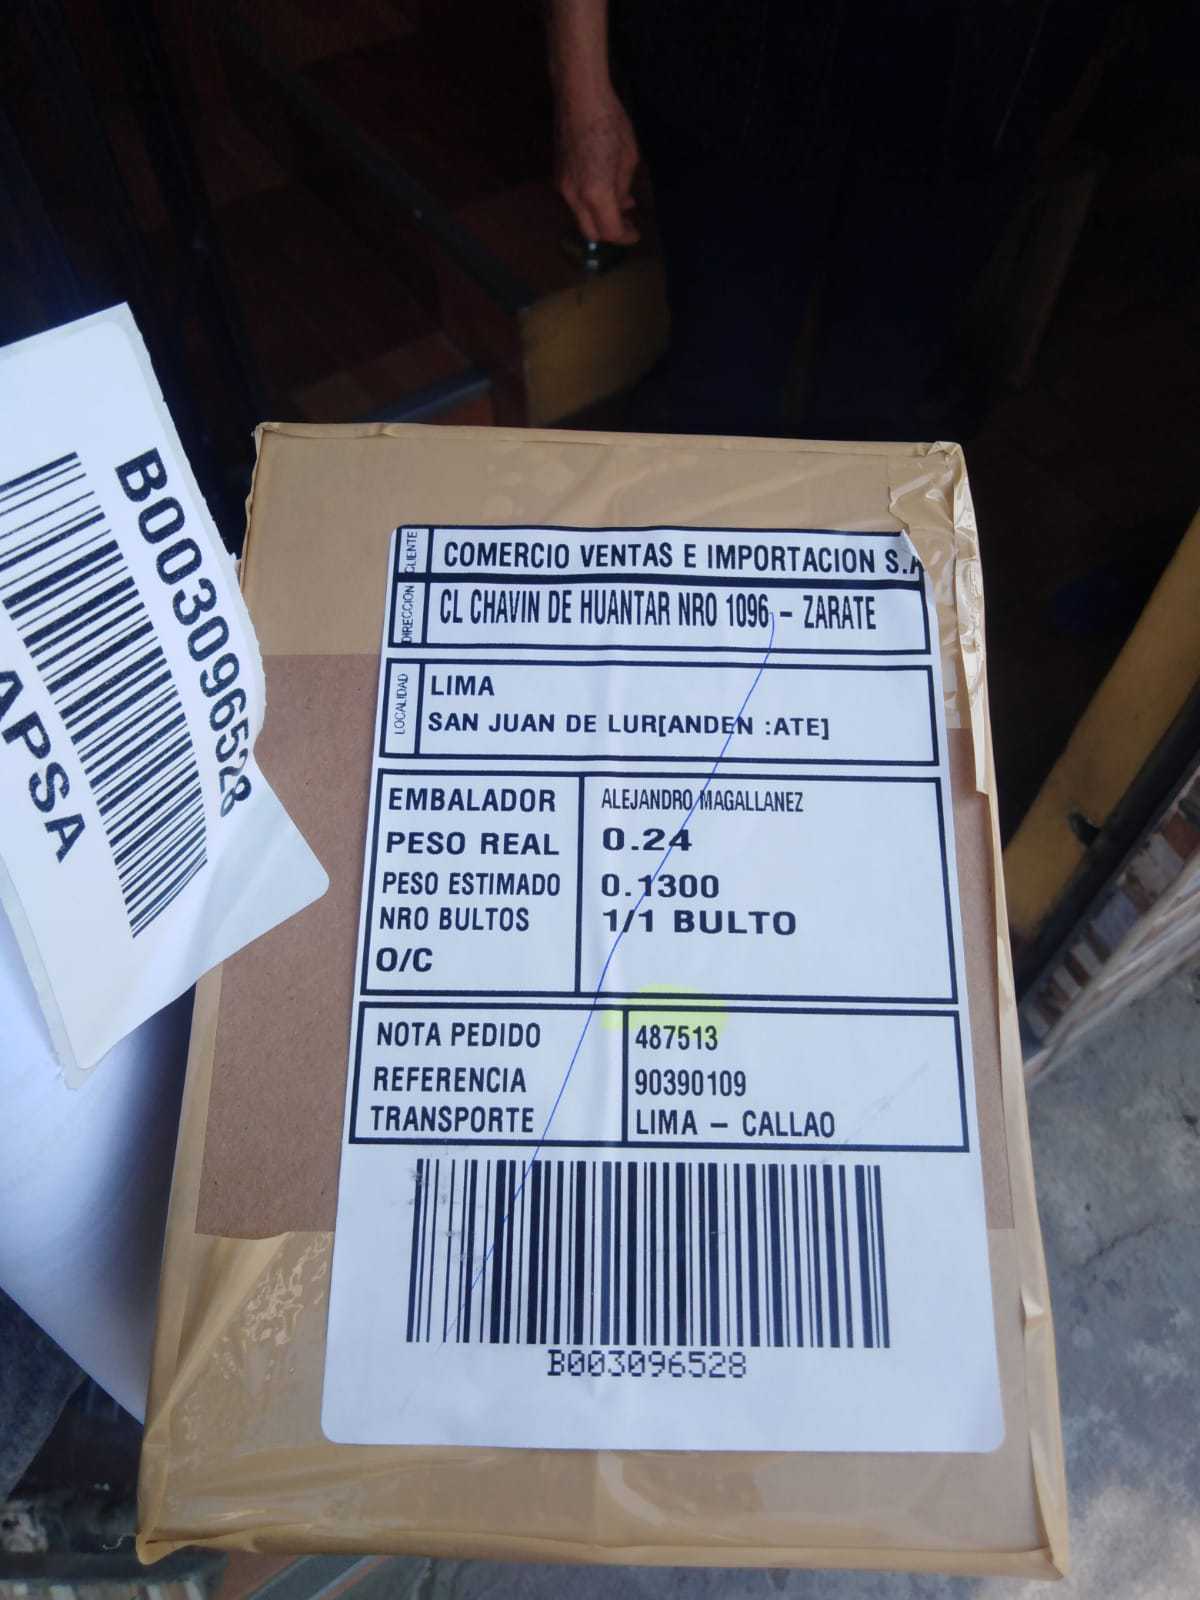 B003096528
APSA
CLIENTE COMERCIO VENTAS E IMPORTACION S.A
DIRECCIÓN CL CHAVIN DE HUANTAR NRO 1096 – ZARATE
LOCALIDAD LIMA
SAN JUAN DE LUR[ANDEN :ATE]
EMBALADOR ALEJANDRO MAGALLANEZ
PESO REAL 0.24
PESO ESTIMADO 0.1300
NRO BULTOS 1/1 BULTO
O/C
NOTA PEDIDO 487513
REFERENCIA 90390109
TRANSPORTE LIMA – CALLAO
B003096528